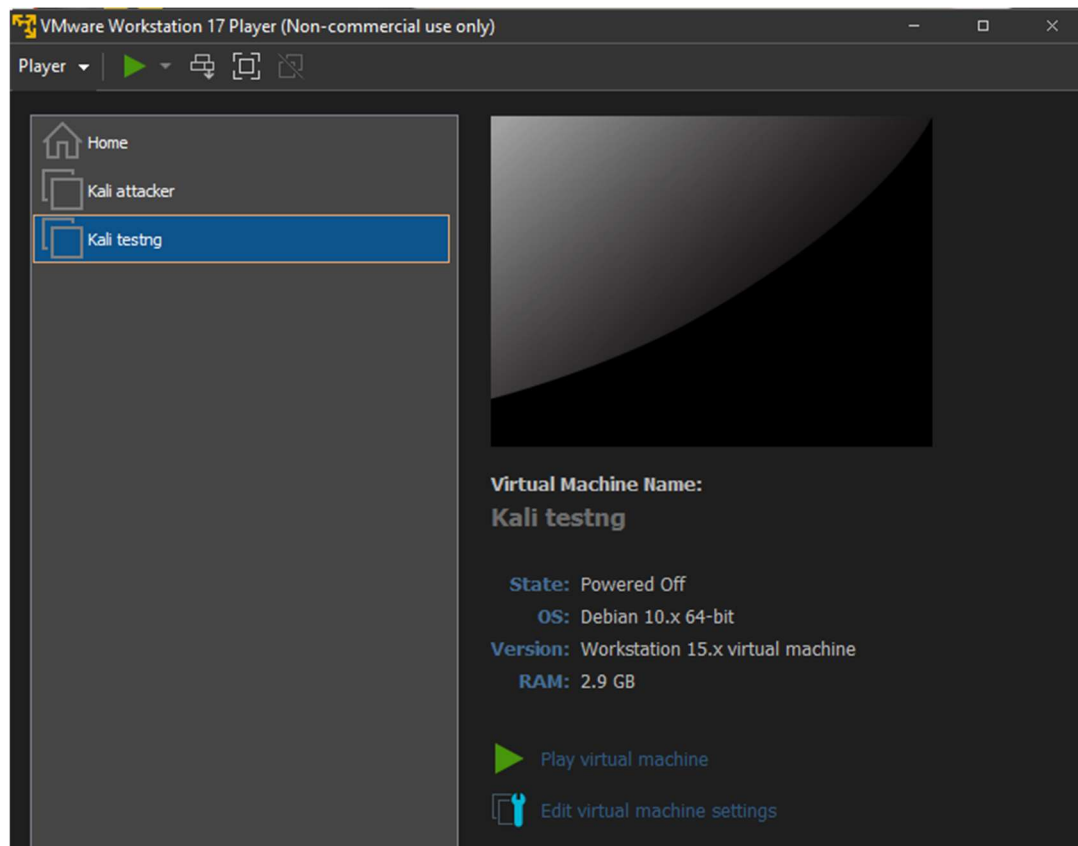 VMware Workstation 17 Player (Non-commercial use only)
Player
Home
Kali attacker
Kali testng
Virtual Machine Name:
Kali testng
State: Powered Off
OS: Debian 10.x 64-bit
Version: Workstation 15.x virtual machine
RAM: 2.9 GB
Play virtual machine
Edit virtual machine settings